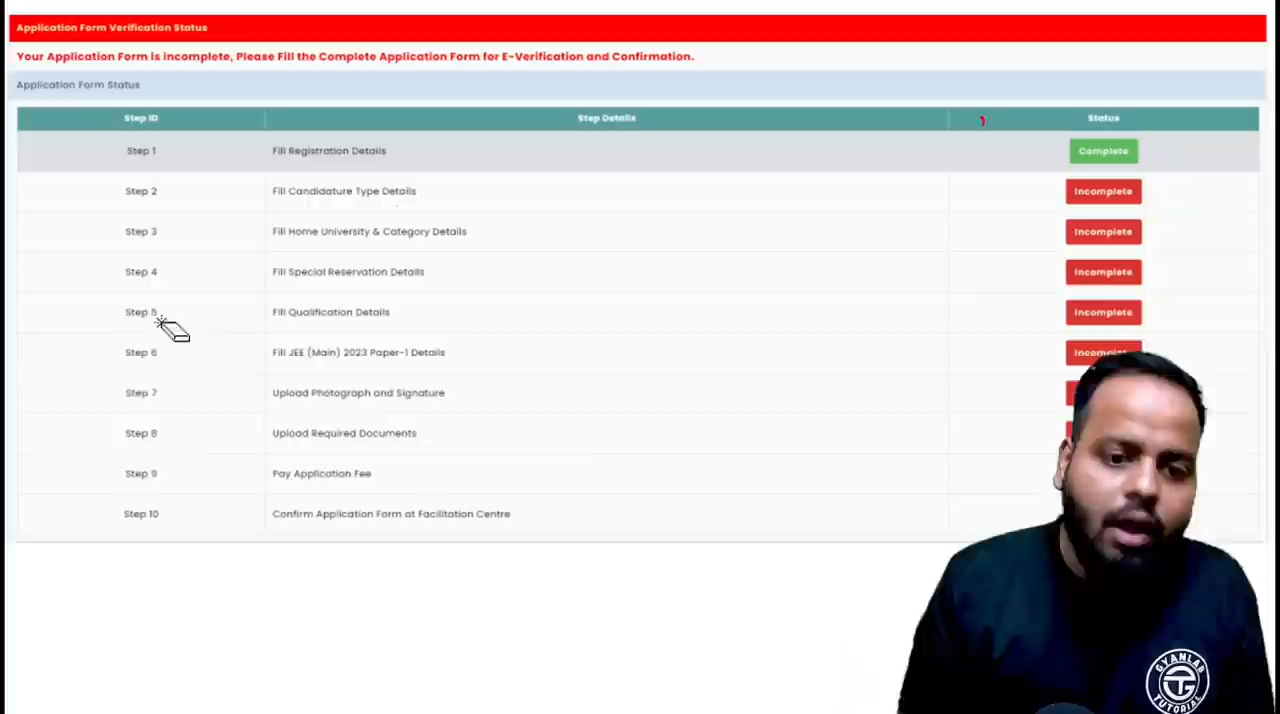 Application Form Verification Status
Your Application Form is incomplete, Please Fill the Complete Application Form for E-Verification and Confirmation.
Application Form Status
Step ID Step Details Status
Step 1 Fill Registration Details Complete
Step 2 Fill Candidature Type Details Incomplete
Step 3 Fill Home University & Category Details Incomplete
Step 4 Fill Special Reservation Details Incomplete
Step 5 Fill Qualification Details Incomplete
Step 6 Fill JEE (Main) 2023 Paper-1 Details Incomplete
Step 7 Upload Photograph and Signature
Step 8 Upload Required Documents
Step 9 Pay Application Fee
Step 10 Confirm Application Form at Facilitation Centre
GYANLAB
TUTORIAL